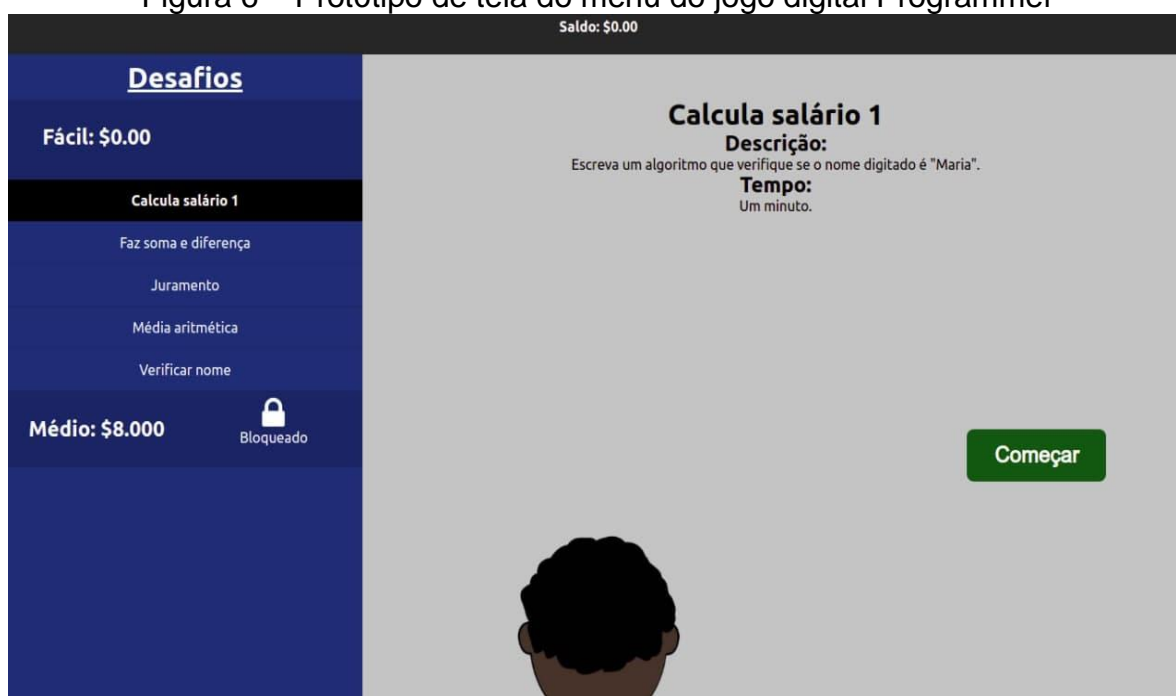 Figura 6 – Protótipo de tela do menu do jogo digital Programmer
Saldo: $0.00
Desafios
Fácil: $0.00
Calcula salário 1
Faz soma e diferença
Juramento
Média aritmética
Verificar nome
Médio: $8.000
Bloqueado
Calcula salário 1
Descrição:
Escreva um algoritmo que verifique se o nome digitado é "Maria".
Tempo:
Um minuto.
Começar